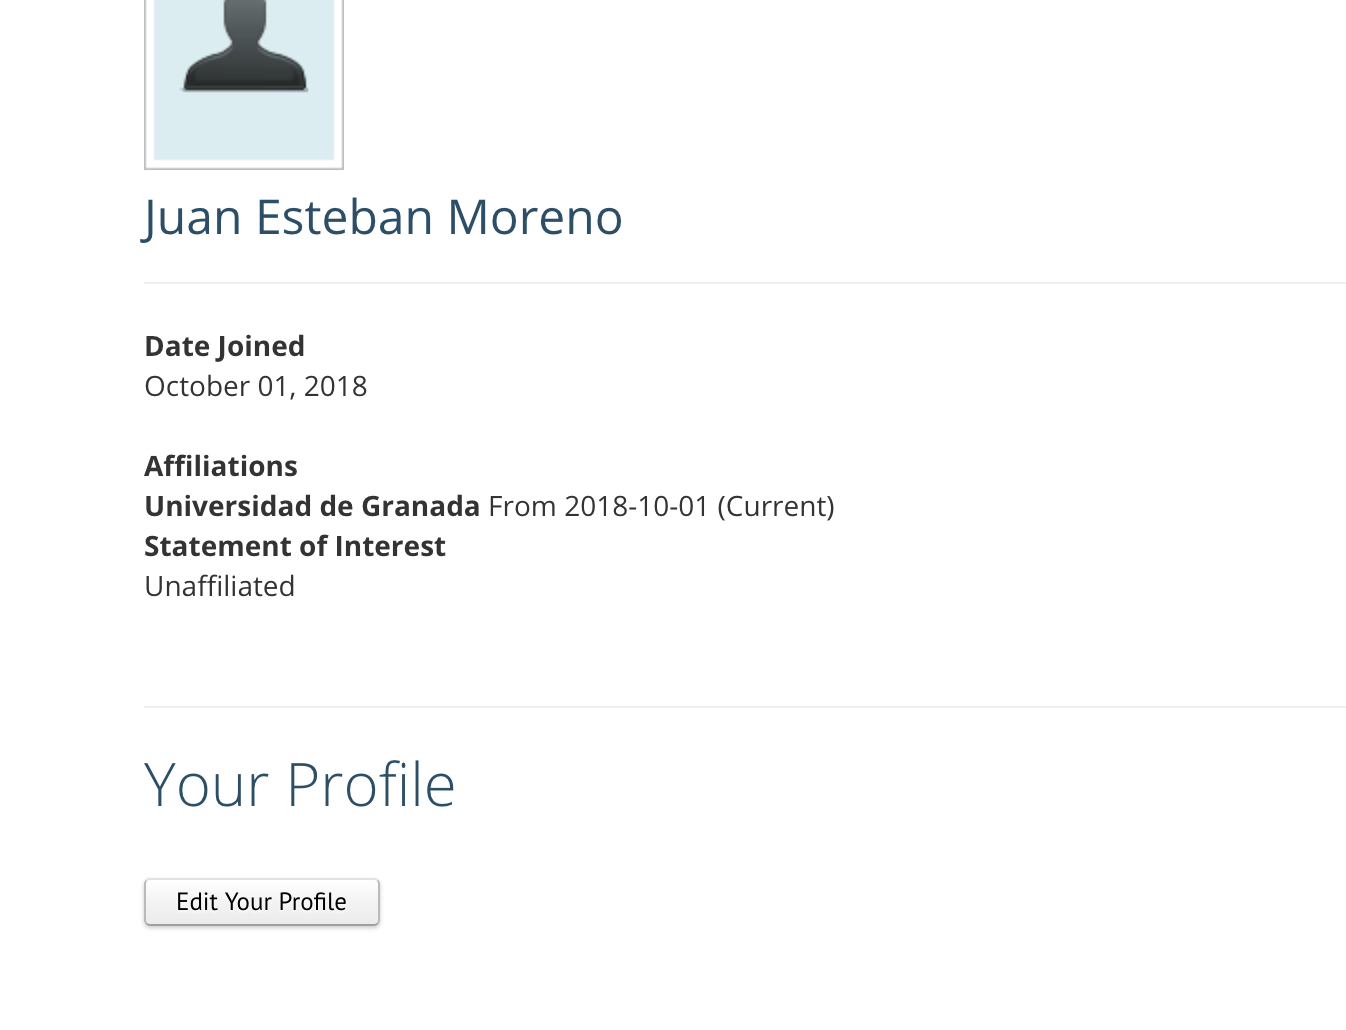 Juan Esteban Moreno
Date Joined
October 01, 2018
Affiliations
Universidad de Granada From 2018-10-01 (Current)
Statement of Interest
Unaffiliated
Your Profile
Edit Your Profile